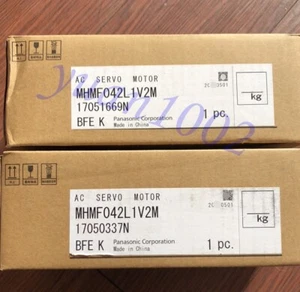 AC SERVO MOTOR
MHMF042L1V2M
17051669N
BFE K Panasonic Corporation
Made in China
1 pc.
kg
yuxin1002
AC SERVO MOTOR
MHMF042L1V2M
17050337N
BFE K Panasonic Corporation
Made in China
1 pc.
kg